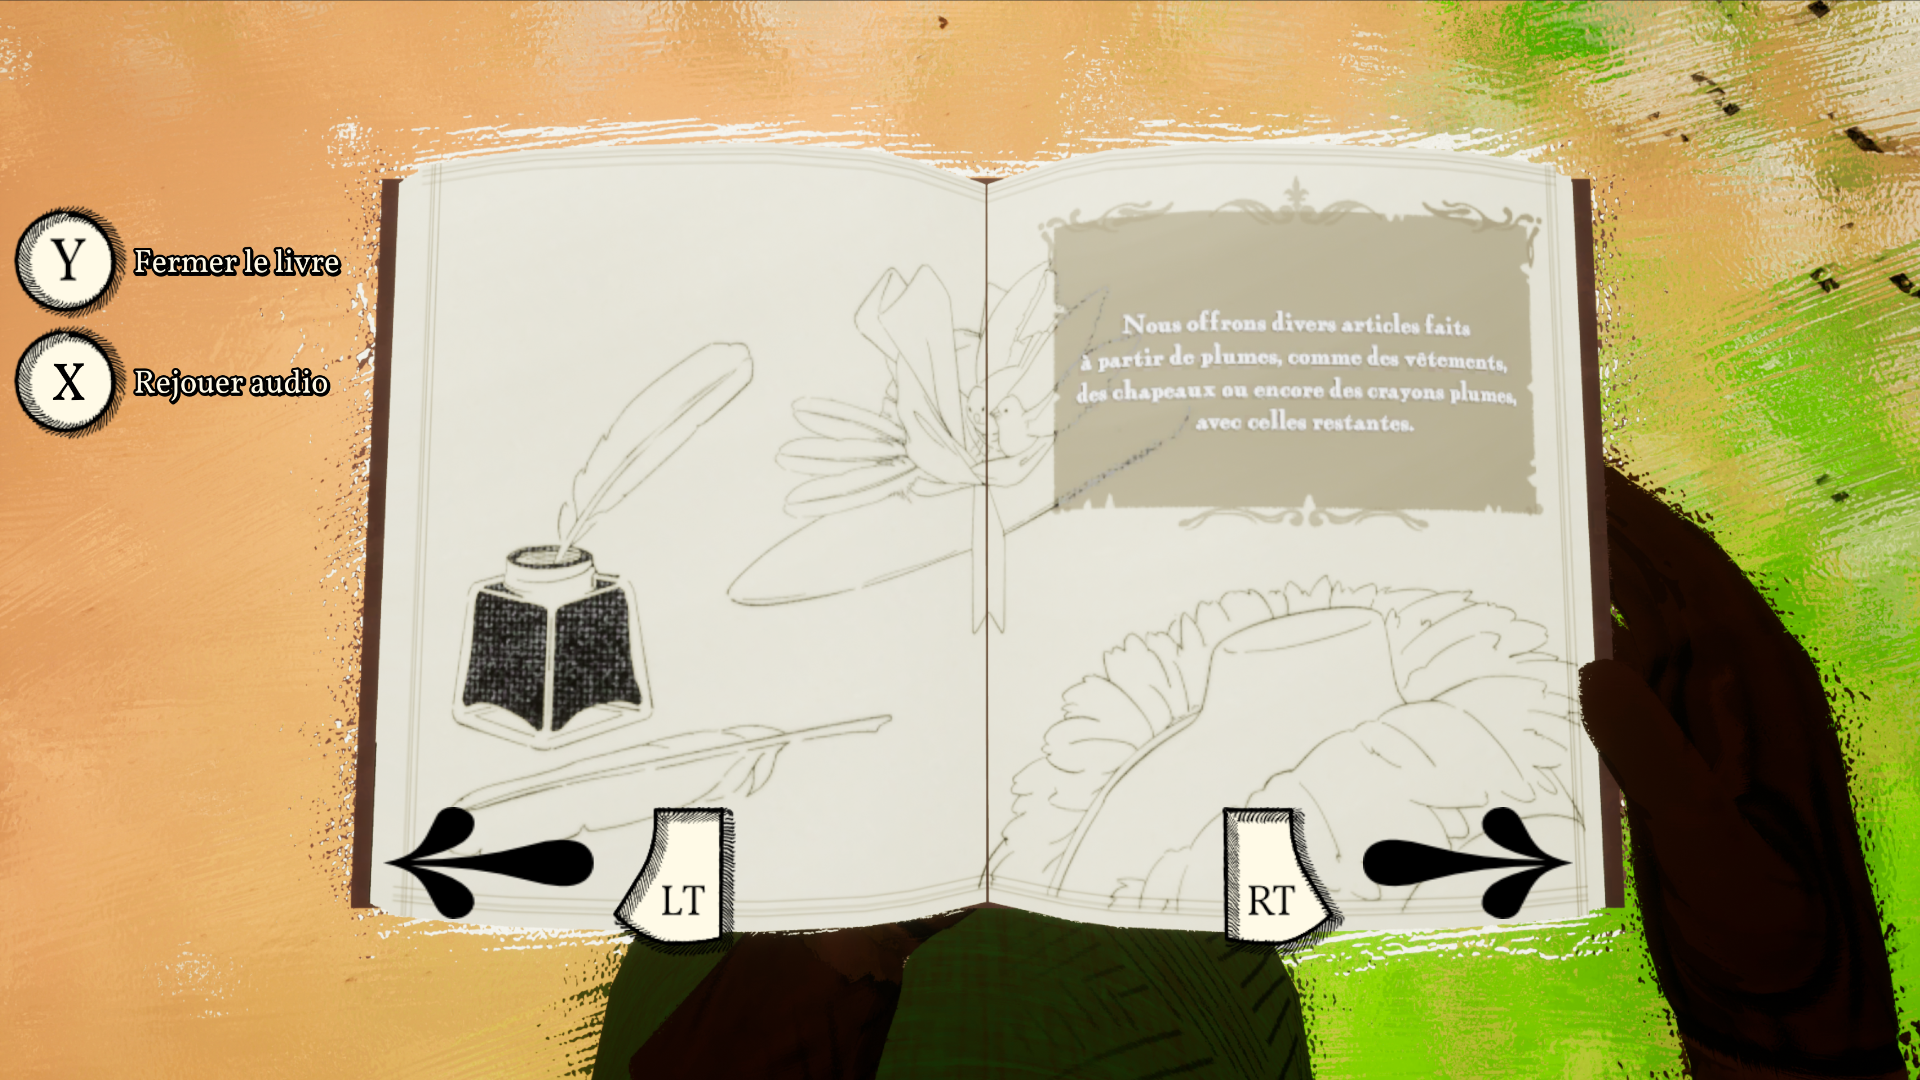 Y Fermer le livre
X Rejouer audio
Nous offrons divers articles faits
à partir de plumes, comme des vêtements,
des chapeaux ou encore des crayons plumes,
avec celles restantes.
LT
RT